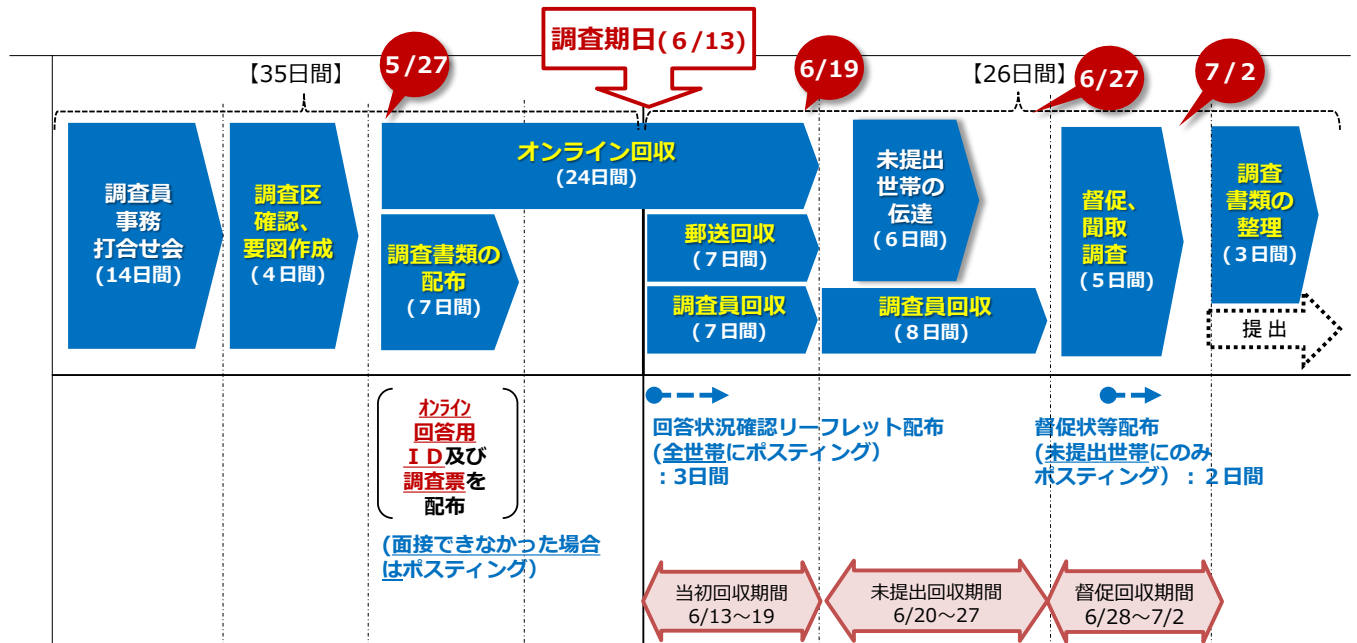 調査期日(6/13)
【35日間】
5/27
6/19
【26日間】
6/27
7/2
調査員
事務
打合せ会
(14日間)
調査区
確認、
要図作成
(４日間)
オンライン回収
(24日間)
調査書類の
配布
(７日間)
郵送回収
(７日間)
調査員回収
(７日間)
未提出
世帯の
伝達
(６日間)
調査員回収
(８日間)
督促、
聞取
調査
(５日間)
調査
書類の
整理
(３日間)
提 出
ｵﾝﾗｲﾝ
回答用
ＩＤ及び
調査票を
配布
(面接できなかった場合
はポスティング）
回答状況確認リーフレット配布
(全世帯にポスティング）
：3日間
督促状等配布
(未提出世帯にのみ
ポスティング）：２日間
当初回収期間
6/13～19
未提出回収期間
6/20～27
督促回収期間
6/28～7/2